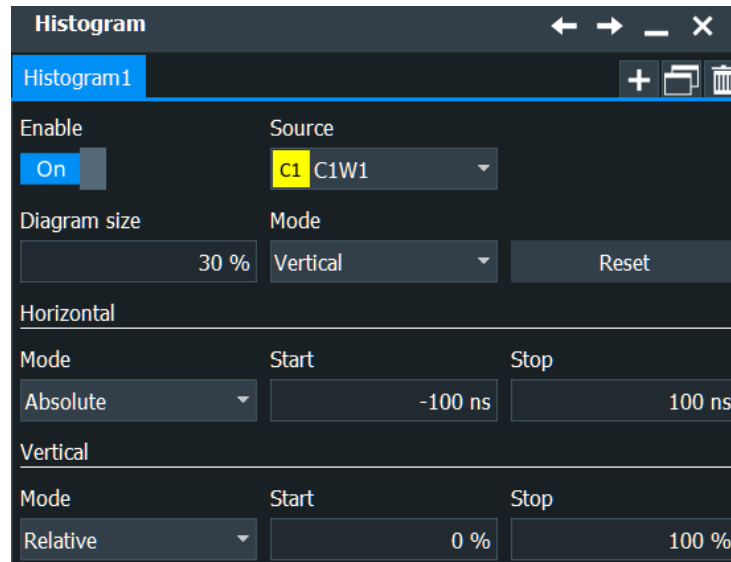 Histogram
Histogram1
Enable Source
On C1 C1W1
Diagram size Mode
30 % Vertical Reset
Horizontal
Mode Start Stop
Absolute -100 ns 100 ns
Vertical
Mode Start Stop
Relative 0 % 100 %